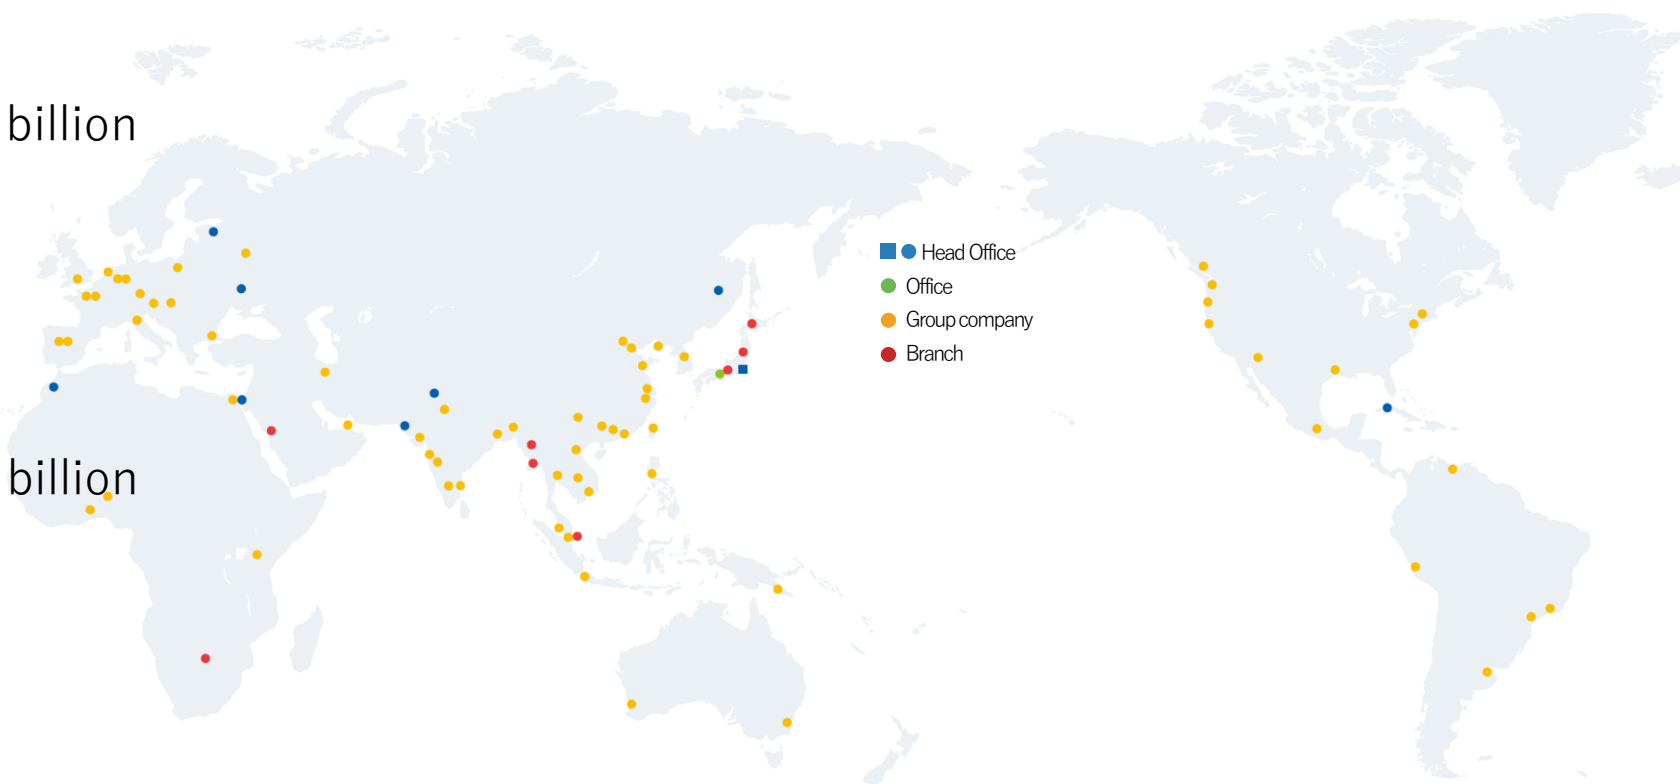 billion
Head Office
Office
Group company
Branch
billion